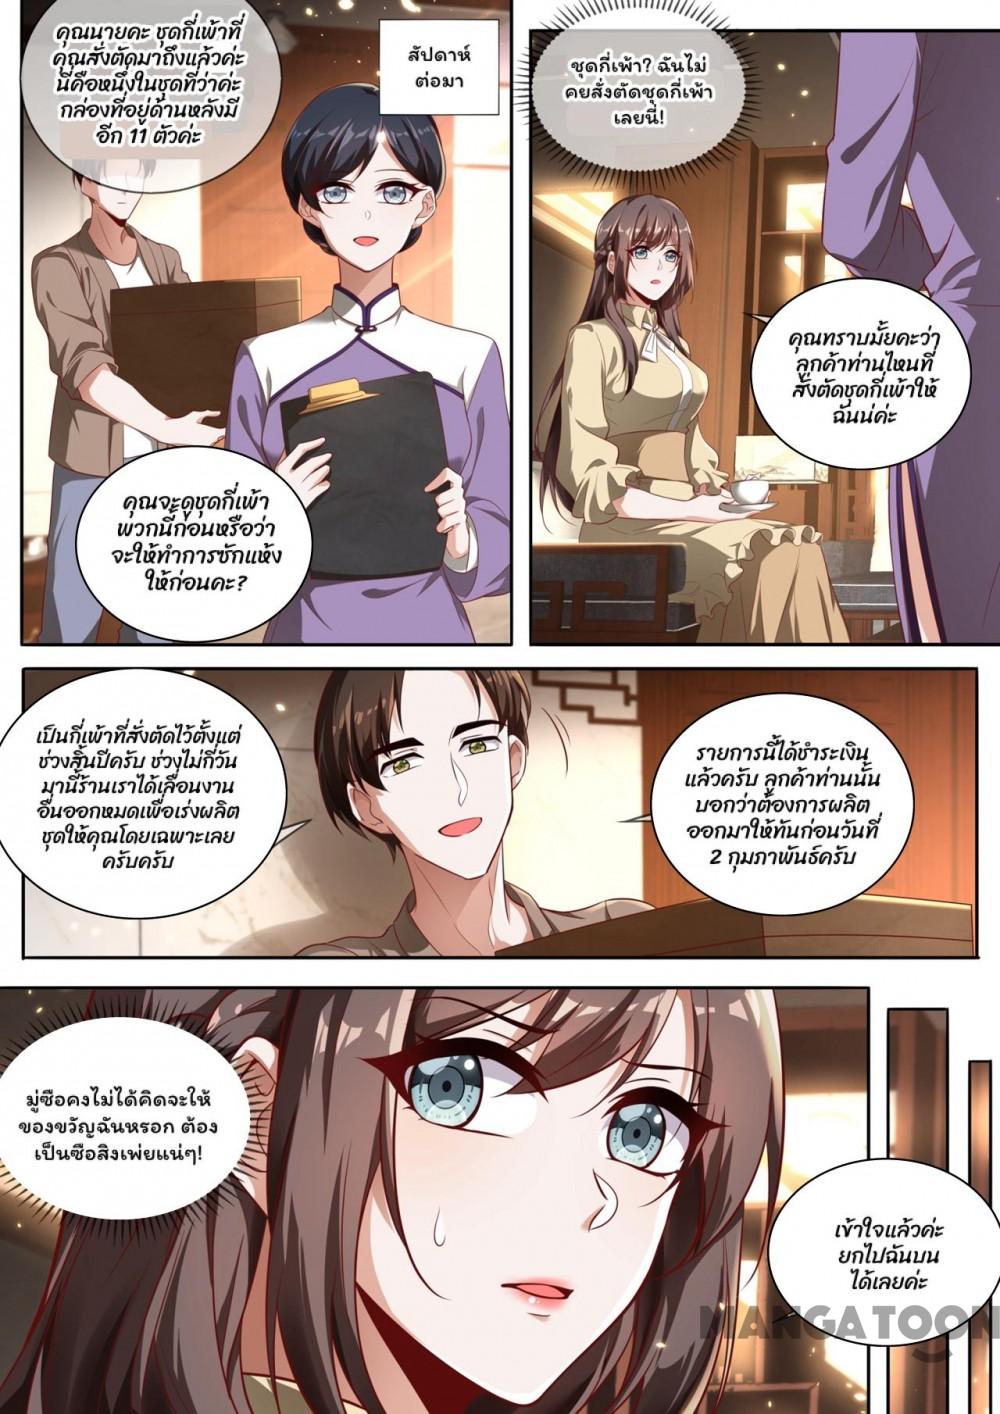 คุณนายคะ ชุดกี่เพ้าที่
คุณสั่งตัดมาถึงแล้วค่ะ
นี่คือหนึ่งในชุดที่ว่าค่ะ
กล่องที่อยู่ด้านหลังมี
อีก 11 ตัวค่ะ
สัปดาห์
ต่อมา
คุณจะดูชุดกี่เพ้า
พวกนี้ก่อนหรือว่า
จะให้ทำการซักแห้ง
ให้ก่อนคะ?
ชุดกี่เพ้า? ฉันไม่
คยสั่งตัดชุดกี่เพ้า
เลยนี่!
คุณทราบมั้ยคะว่า
ลูกค้าท่านไหนที่
สั่งตัดชุดกี่เพ้าให้
ฉันน่ค่ะ
เป็นกี่เพ้าที่สั่งตัดไว้ตั้งแต่
ช่วงสิ้นปีครับ ช่วงไม่กี่วัน
มานี้ร้านเราได้เลื่อนงาน
อื่นออกหมดเพื่อเร่งผลิต
ชุดให้คุณโดยเฉพาะเลย
ครับครับ
รายการนี้ได้ชำระเงิน
แล้วครับ ลูกค้าท่านนั้น
บอกว่าต้องการผลิต
ออกมาให้ทันก่อนวันที่
2 กุมภาพันธ์ครับ
มู่ซือคงไม่ได้คิดจะให้
ของขวัญฉันหรอก ต้อง
เป็นซือสิงเพ่ยแน่ๆ!
เข้าใจแล้วค่ะ
ยกไปฉันบน
ได้เลยค่ะ
MANGATOON